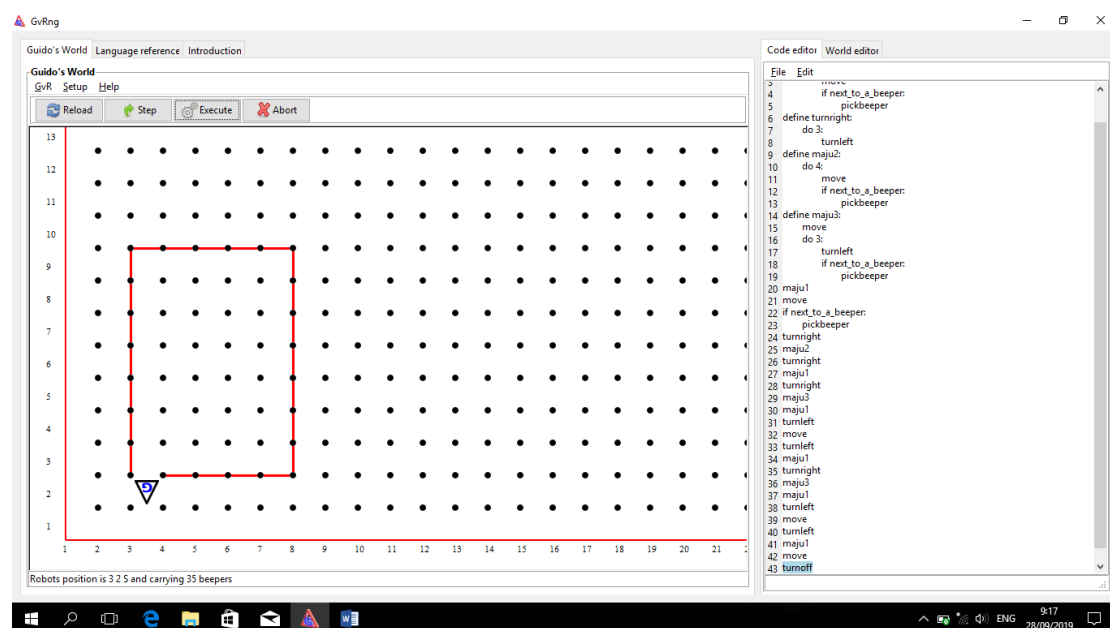 GvRng
Guido's World Language reference Introduction
Guido's World
GvR Setup Help
Reload Step Execute Abort
13
12
11
10
9
8
7
6
5
4
3
2
1
1 2 3 4 5 6 7 8 9 10 11 12 13 14 15 16 17 18 19 20 21
Robots position is 3 2 S and carrying 35 beepers
Code editor World editor
File Edit
3 move
4 if next_to_a_beeper:
5 pickbeeper
6 define turnright:
7 do 3:
8 turnleft
9 define maju2:
10 do 4:
11 move
12 if next_to_a_beeper:
13 pickbeeper
14 define maju3:
15 move
16 do 3:
17 turnleft
18 if next_to_a_beeper:
19 pickbeeper
20 maju1
21 move
22 if next_to_a_beeper:
23 pickbeeper
24 turnright
25 maju2
26 turnright
27 maju1
28 turnright
29 maju3
30 maju1
31 turnleft
32 move
33 turnleft
34 maju1
35 turnright
36 maju3
37 maju1
38 turnleft
39 move
40 turnleft
41 maju1
42 move
43 turnoff
ENG
9:17
28/09/2019